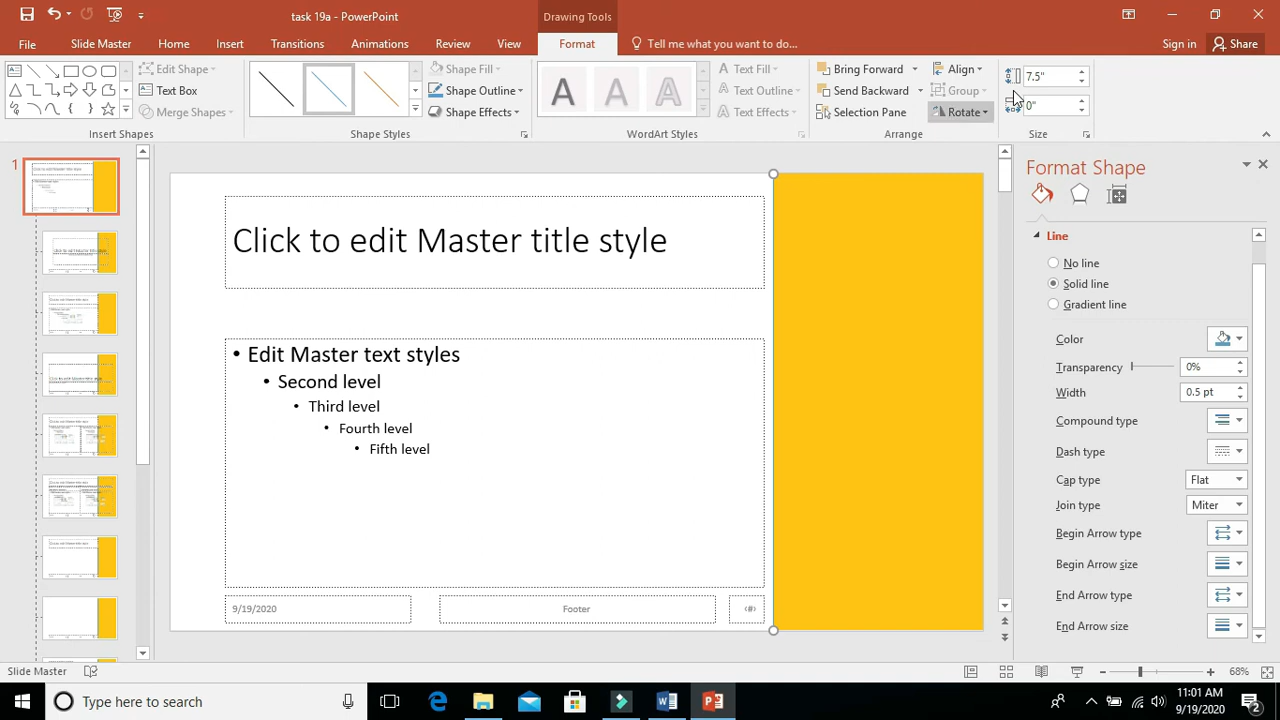 task 19a - PowerPoint
Drawing Tools
File
Slide Master
Home
Insert
Transitions
Animations
Review
View
Format
Tell me what you want to do...
Sign in
Share
Edit Shape
Text Box
Merge Shapes
Insert Shapes
Shape Fill
Shape Outline
Shape Effects
Shape Styles
A A A
Text Fill
Text Outline
Text Effects
WordArt Styles
Bring Forward
Send Backward
Selection Pane
Align
Group
Rotate
Arrange
7.5"
0"
Size
1
Click to edit Master title style
• Edit Master text styles
• Second level
• Third level
• Fourth level
• Fifth level
9/19/2020
Footer
‹#›
Format Shape
Line
No line
Solid line
Gradient line
Color
Transparency 0%
Width 0.5 pt
Compound type
Dash type
Cap type Flat
Join type Miter
Begin Arrow type
Begin Arrow size
End Arrow type
End Arrow size
Slide Master
68%
Type here to search
11:01 AM
9/19/2020
2